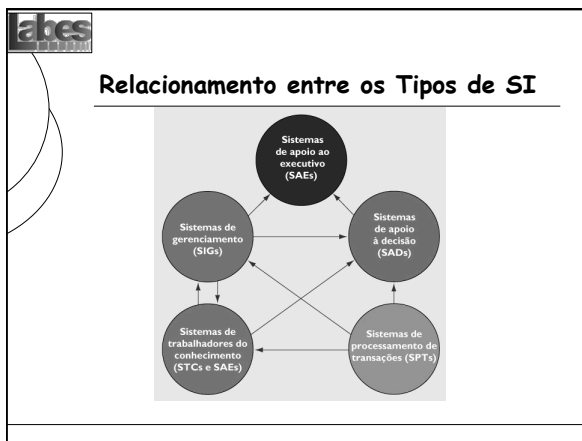 Labes
Relacionamento entre os Tipos de SI
Sistemas
de apoio ao
executivo
(SAEs)
Sistemas de
gerenciamento
(SIGs)
Sistemas
de apoio
à decisão
(SADs)
Sistemas de
trabalhadores do
conhecimento
(STCs e SAEs)
Sistemas de
processamento de
transações (SPTs)